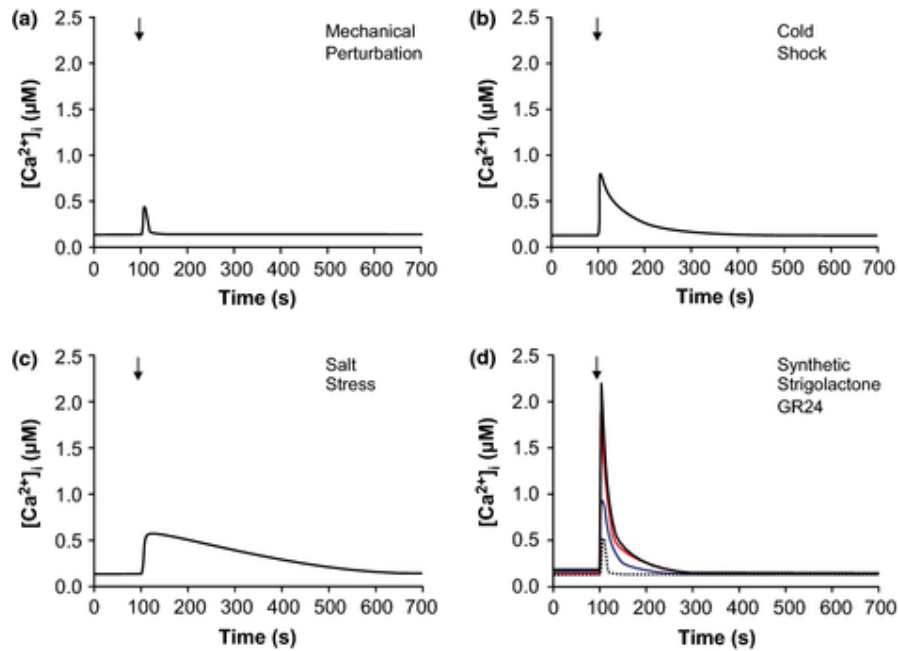 (a)
Mechanical
Perturbation
[Ca²⁺]ᵢ (µM)
2.5
2.0
1.5
1.0
0.5
0.0
0 100 200 300 400 500 600 700
Time (s)
(b)
Cold
Shock
[Ca²⁺]ᵢ (µM)
2.5
2.0
1.5
1.0
0.5
0.0
0 100 200 300 400 500 600 700
Time (s)
(c)
Salt
Stress
[Ca²⁺]ᵢ (µM)
2.5
2.0
1.5
1.0
0.5
0.0
0 100 200 300 400 500 600 700
Time (s)
(d)
Synthetic
Strigolactone
GR24
[Ca²⁺]ᵢ (µM)
2.5
2.0
1.5
1.0
0.5
0.0
0 100 200 300 400 500 600 700
Time (s)